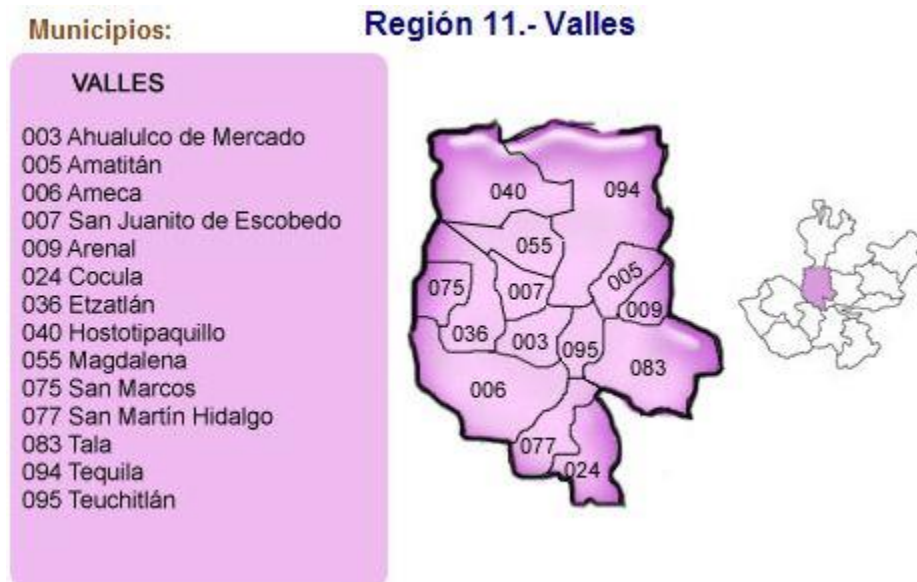 Municipios:
Región 11.- Valles
VALLES
003 Ahualulco de Mercado
005 Amatitán
006 Ameca
007 San Juanito de Escobedo
009 Arenal
024 Cocula
036 Etzatlán
040 Hostotipaquillo
055 Magdalena
075 San Marcos
077 San Martín Hidalgo
083 Tala
094 Tequila
095 Teuchitlán
040
094
055
005
075
007
009
036
003
095
083
006
077
024